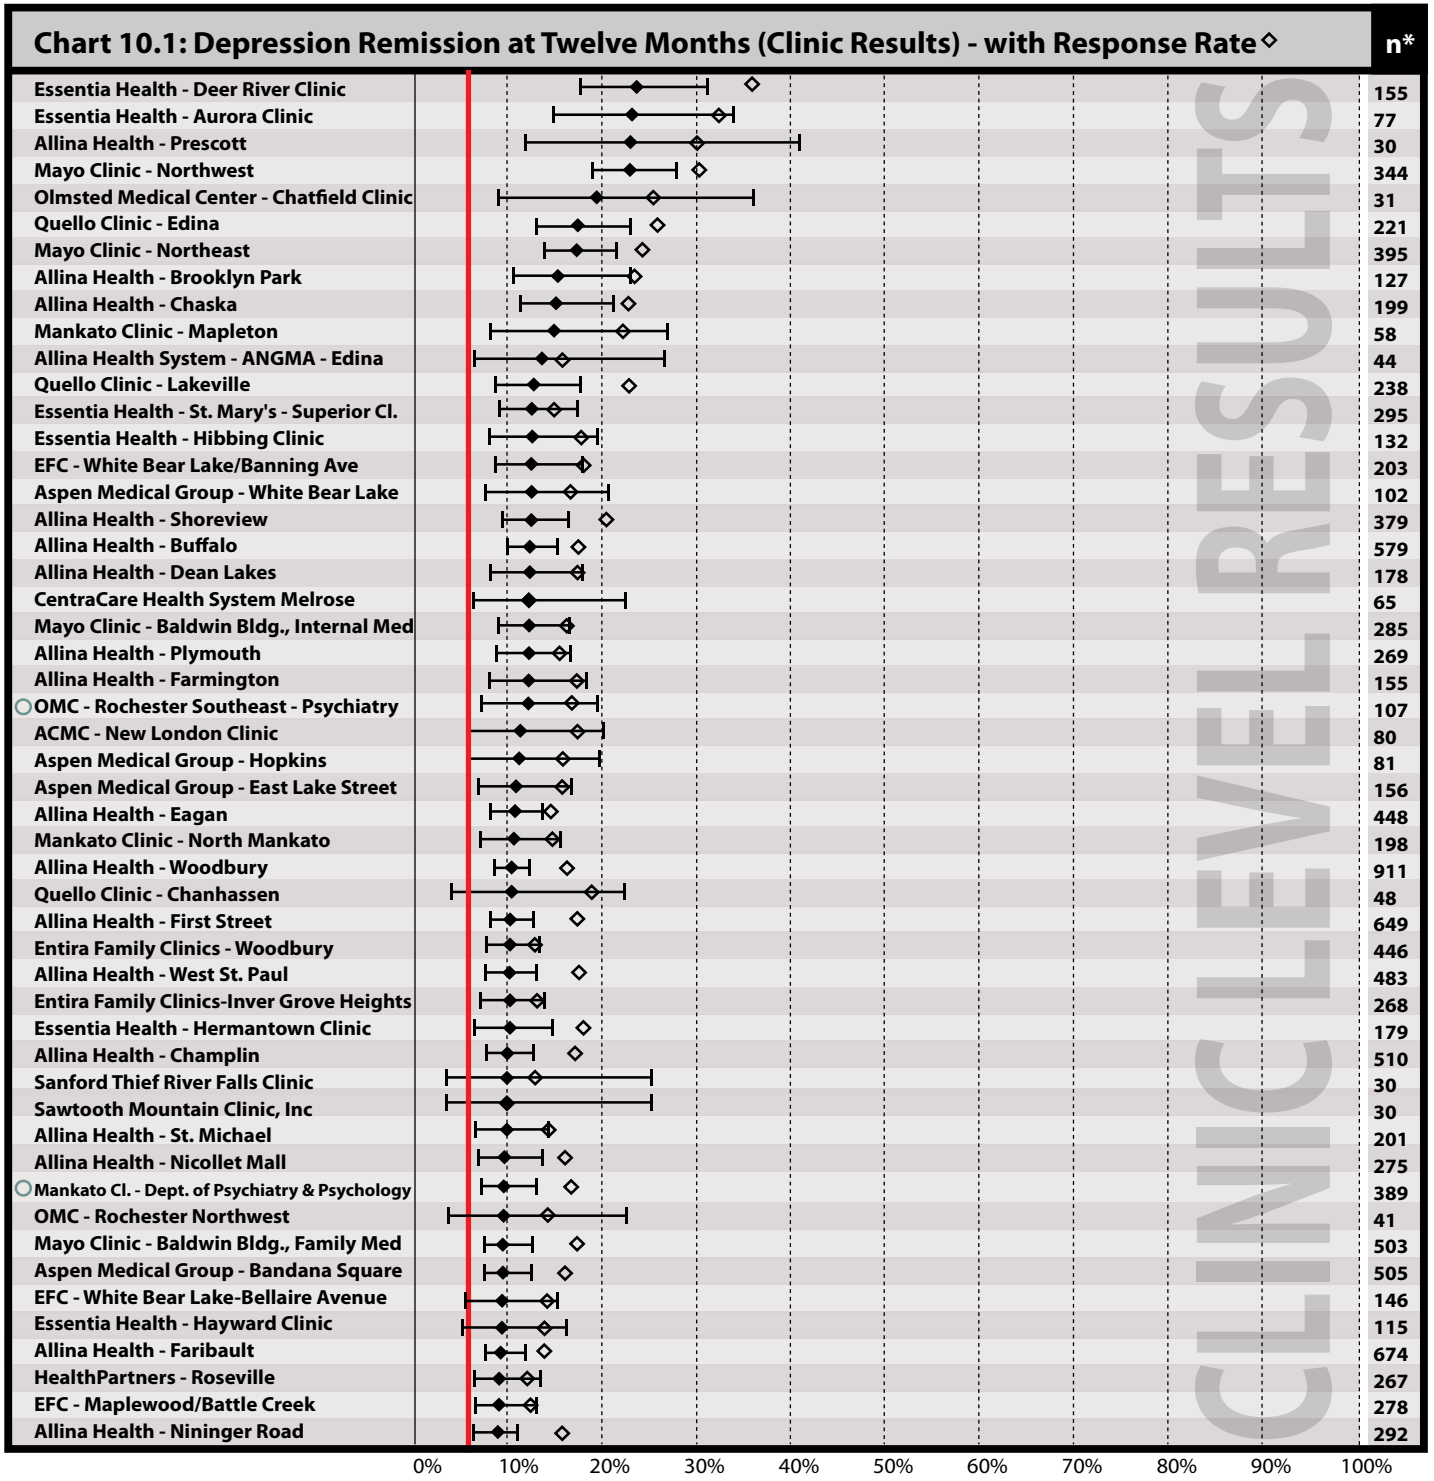 Chart 10.1: Depression Remission at Twelve Months (Clinic Results) - with Response Rate◇ n*
Essentia Health - Deer River Clinic 155
Essentia Health - Aurora Clinic 77
Allina Health - Prescott 30
Mayo Clinic - Northwest 344
Olmsted Medical Center - Chatfield Clinic 31
Quello Clinic - Edina 221
Mayo Clinic - Northeast 395
Allina Health - Brooklyn Park 127
Allina Health - Chaska 199
Mankato Clinic - Mapleton 58
Allina Health System - ANGMA - Edina 44
Quello Clinic - Lakeville 238
Essentia Health - St. Mary's - Superior Cl. 295
Essentia Health - Hibbing Clinic 132
EFC - White Bear Lake/Banning Ave 203
Aspen Medical Group - White Bear Lake 102
Allina Health - Shoreview 379
Allina Health - Buffalo 579
Allina Health - Dean Lakes 178
CentraCare Health System Melrose 65
Mayo Clinic - Baldwin Bldg., Internal Med 285
Allina Health - Plymouth 269
Allina Health - Farmington 155
OMC - Rochester Southeast - Psychiatry 107
ACMC - New London Clinic 80
Aspen Medical Group - Hopkins 81
Aspen Medical Group - East Lake Street 156
Allina Health - Eagan 448
Mankato Clinic - North Mankato 198
Allina Health - Woodbury 911
Quello Clinic - Chanhassen 48
Allina Health - First Street 649
Entira Family Clinics - Woodbury 446
Allina Health - West St. Paul 483
Entira Family Clinics-Inver Grove Heights 268
Essentia Health - Hermantown Clinic 179
Allina Health - Champlin 510
Sanford Thief River Falls Clinic 30
Sawtooth Mountain Clinic, Inc 30
Allina Health - St. Michael 201
Allina Health - Nicollet Mall 275
Mankato Cl. - Dept. of Psychiatry & Psychology 389
OMC - Rochester Northwest 41
Mayo Clinic - Baldwin Bldg., Family Med 503
Aspen Medical Group - Bandana Square 505
EFC - White Bear Lake-Bellaire Avenue 146
Essentia Health - Hayward Clinic 115
Allina Health - Faribault 674
HealthPartners - Roseville 267
EFC - Maplewood/Battle Creek 278
Allina Health - Nininger Road 292
0% 10% 20% 30% 40% 50% 60% 70% 80% 90% 100%
CLINIC LEVEL RESULTS